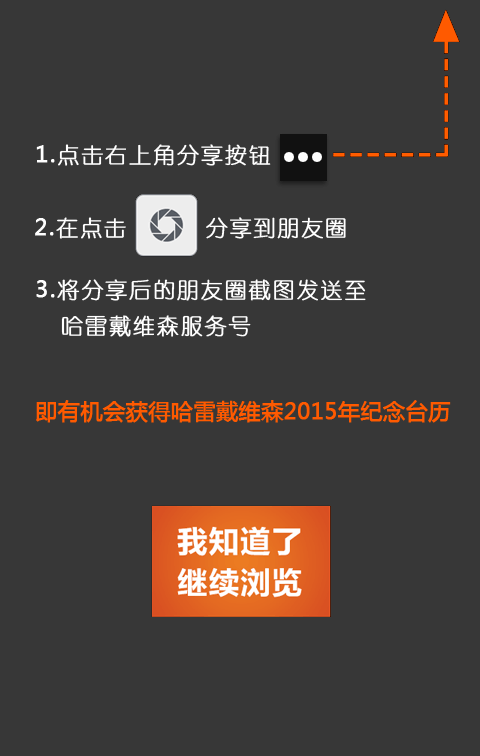 1.点击右上角分享按钮
2.在点击 分享到朋友圈
3.将分享后的朋友圈截图发送至
哈雷戴维森服务号
即有机会获得哈雷戴维森2015年纪念台历
我知道了
继续浏览